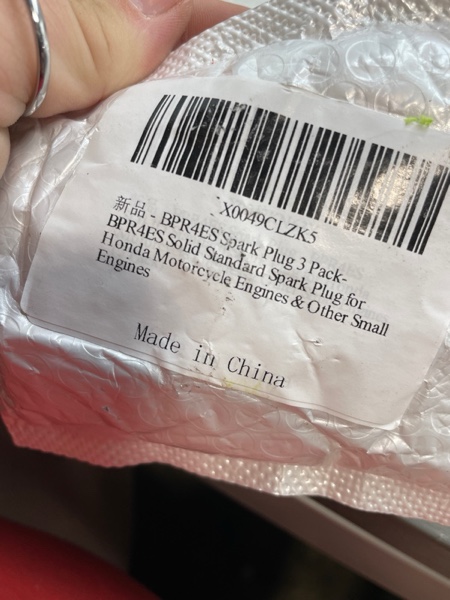 X0049CLZK5
新品 - BPR4ES Spark Plug 3 Pack-
BPR4ES Solid Standard Spark Plug for
Honda Motorcycle Engines & Other Small
Engines
Made in China